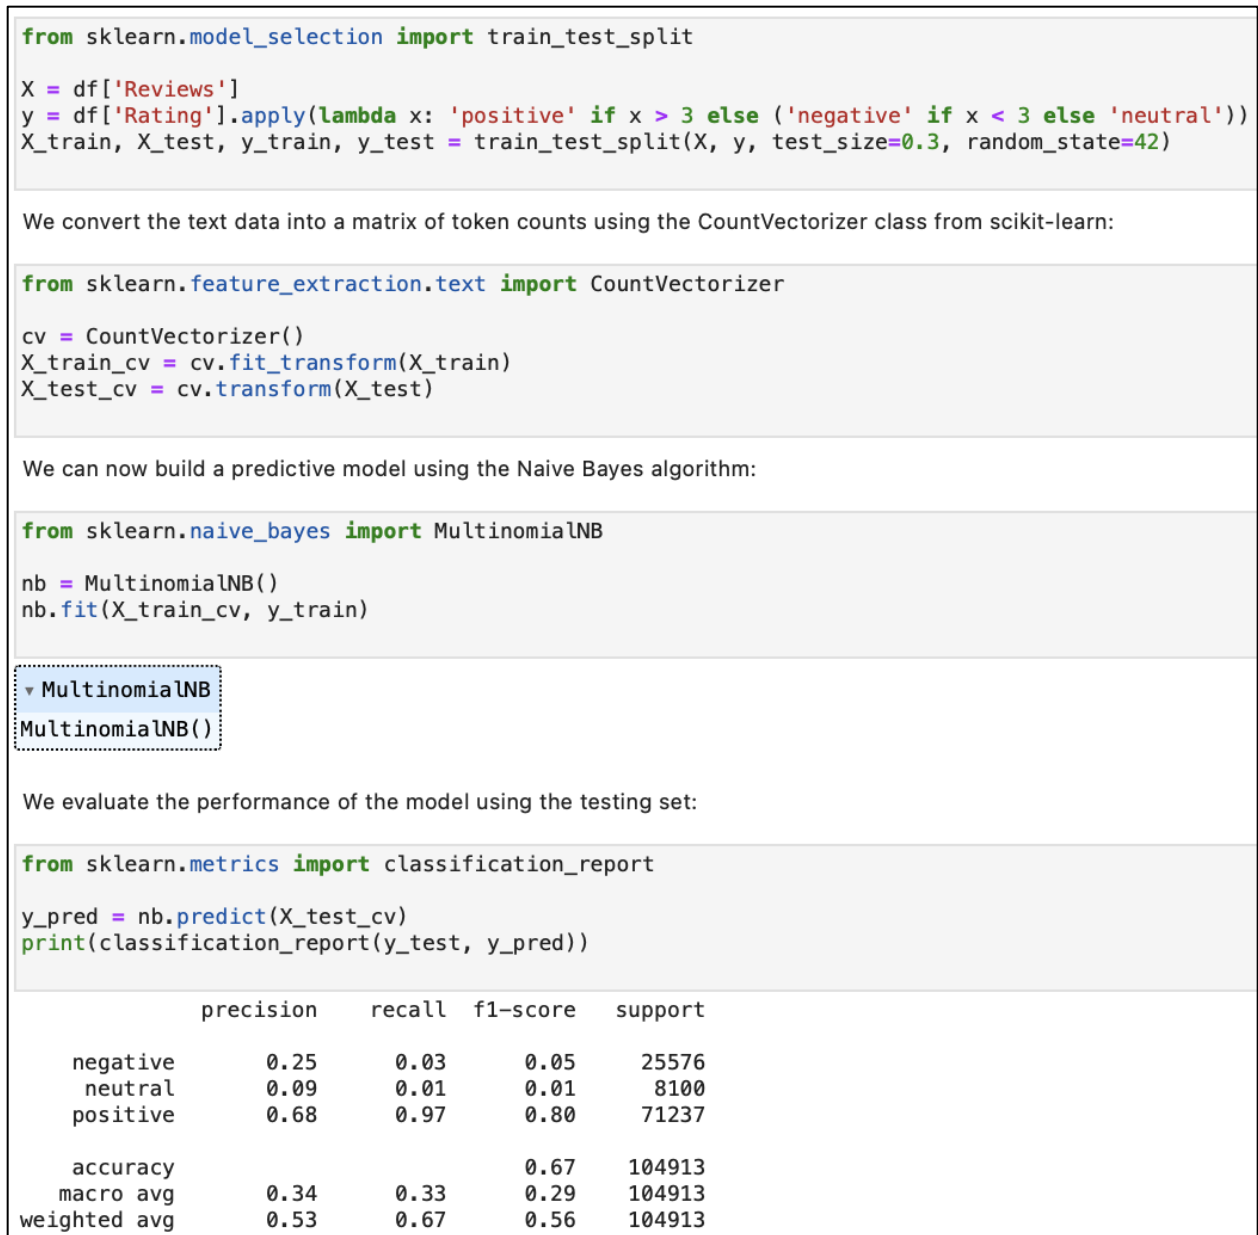 from sklearn.model_selection import train_test_split
X = df['Reviews']
y = df['Rating'].apply(lambda x: 'positive' if x > 3 else ('negative' if x < 3 else 'neutral'))
X_train, X_test, y_train, y_test = train_test_split(X, y, test_size=0.3, random_state=42)
We convert the text data into a matrix of token counts using the CountVectorizer class from scikit-learn:
from sklearn.feature_extraction.text import CountVectorizer
cv = CountVectorizer()
X_train_cv = cv.fit_transform(X_train)
X_test_cv = cv.transform(X_test)
We can now build a predictive model using the Naive Bayes algorithm:
from sklearn.naive_bayes import MultinomialNB
nb = MultinomialNB()
nb.fit(X_train_cv, y_train)
▾ MultinomialNB
MultinomialNB()
We evaluate the performance of the model using the testing set:
from sklearn.metrics import classification_report
y_pred = nb.predict(X_test_cv)
print(classification_report(y_test, y_pred))
precision recall f1-score support
negative 0.25 0.03 0.05 25576
neutral 0.09 0.01 0.01 8100
positive 0.68 0.97 0.80 71237
accuracy 0.67 104913
macro avg 0.34 0.33 0.29 104913
weighted avg 0.53 0.67 0.56 104913